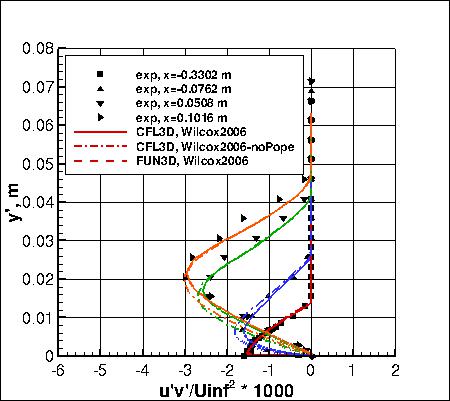 0.08
0.07
0.06
0.05
0.04
0.03
0.02
0.01
0
y', m
exp, x=-0.3302 m
exp, x=-0.0762 m
exp, x=0.0508 m
exp, x=0.1016 m
CFL3D, Wilcox2006
CFL3D, Wilcox2006-noPope
FUN3D, Wilcox2006
-6 -5 -4 -3 -2 -1 0 1
u'v'/Uinf² * 1000